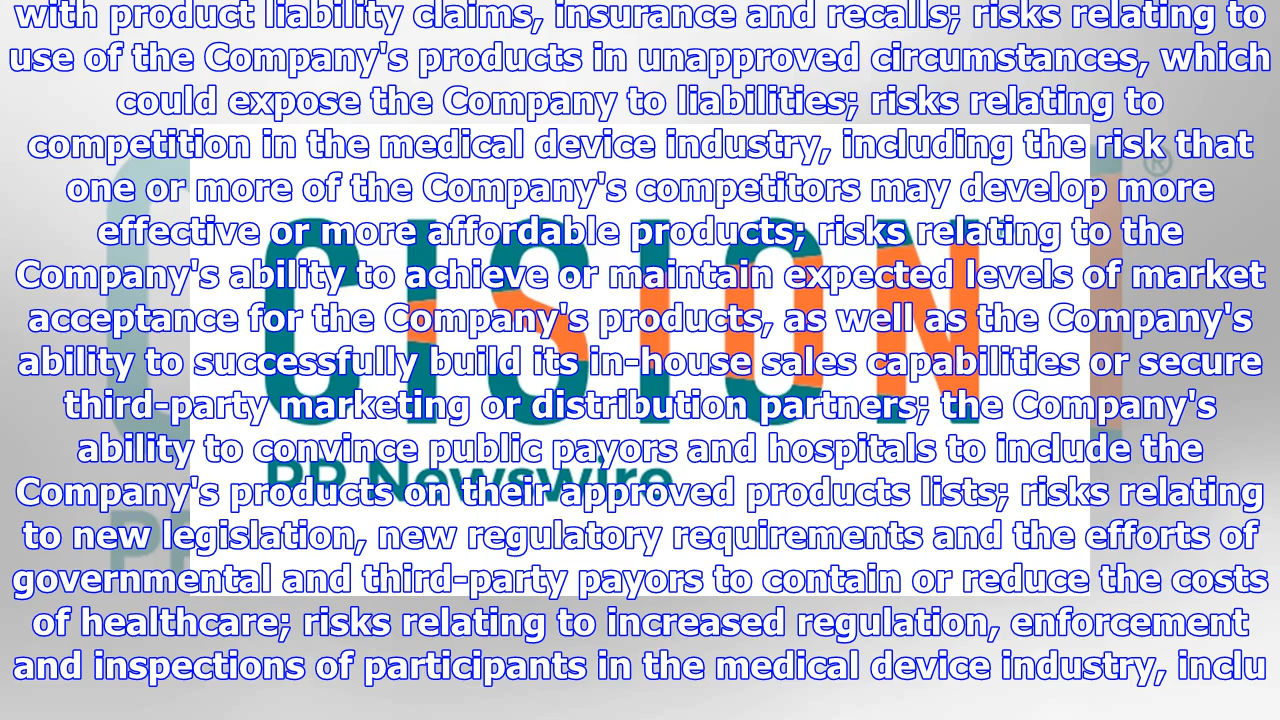 with product liability claims, insurance and recalls; risks relating to
use of the Company's products in unapproved circumstances, which
could expose the Company to liabilities; risks relating to
competition in the medical device industry, including the risk that
one or more of the Company's competitors may develop more
effective or more affordable products; risks relating to the
Company's ability to achieve or maintain expected levels of market
acceptance for the Company's products, as well as the Company's
ability to successfully build its in-house sales capabilities or secure
third-party marketing or distribution partners; the Company's
ability to convince public payors and hospitals to include the
Company's products on their approved products lists; risks relating
to new legislation, new regulatory requirements and the efforts of
governmental and third-party payors to contain or reduce the costs
of healthcare; risks relating to increased regulation, enforcement
and inspections of participants in the medical device industry, inclu
CISION
PR Newswire
®